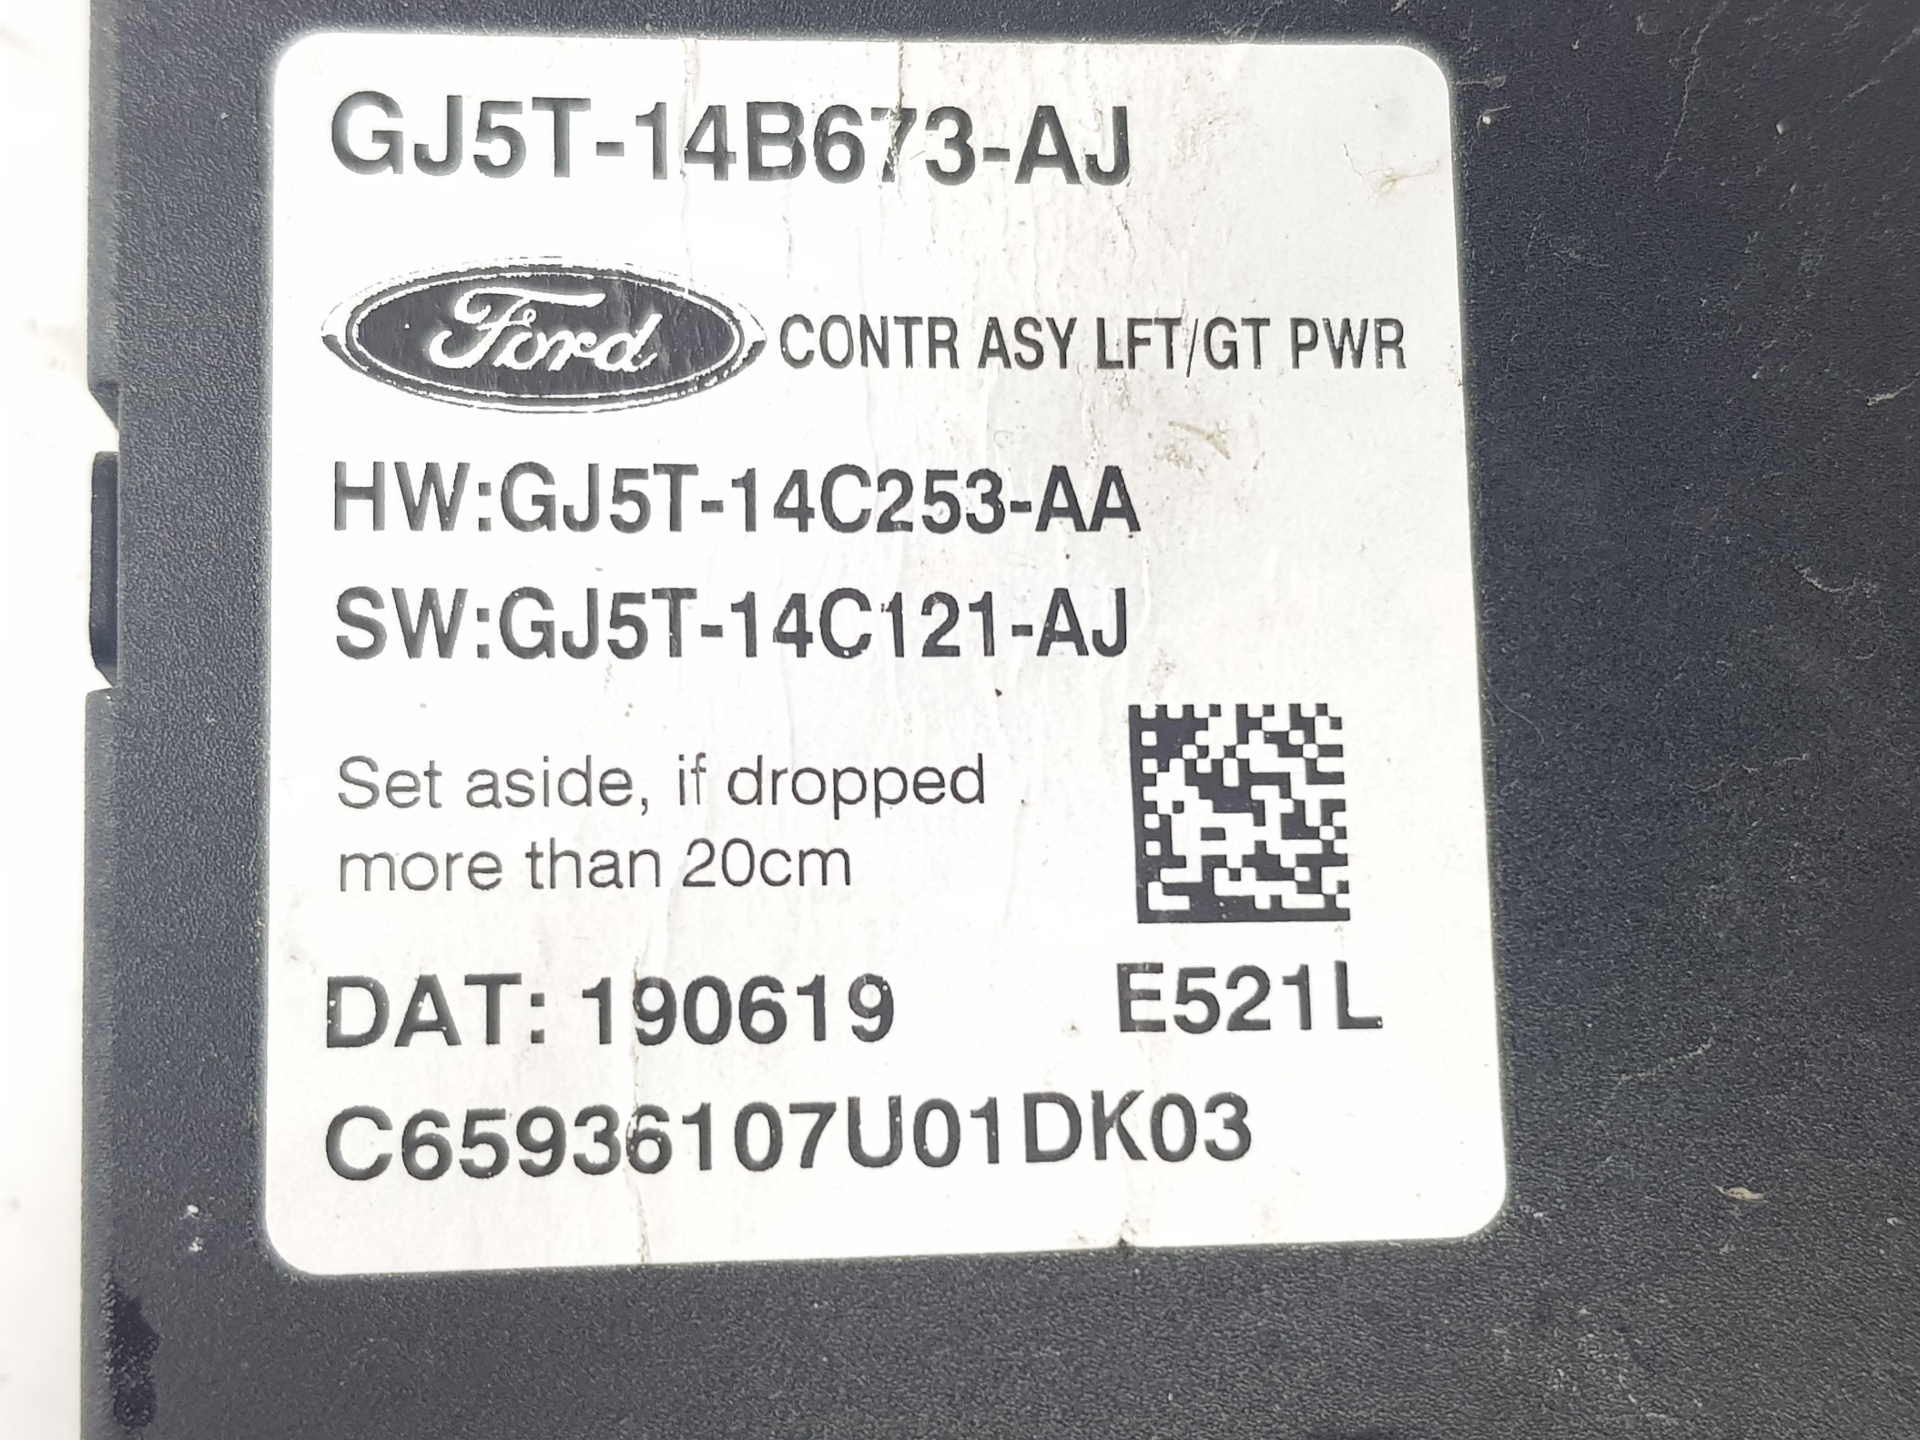 GJ5T-14B673-AJ
Ford CONTR ASY LFT/GT PWR
HW:GJ5T-14C253-AA
SW:GJ5T-14C121-AJ
Set aside, if dropped
more than 20cm
DAT: 190619 E521L
C65936107U01DK03